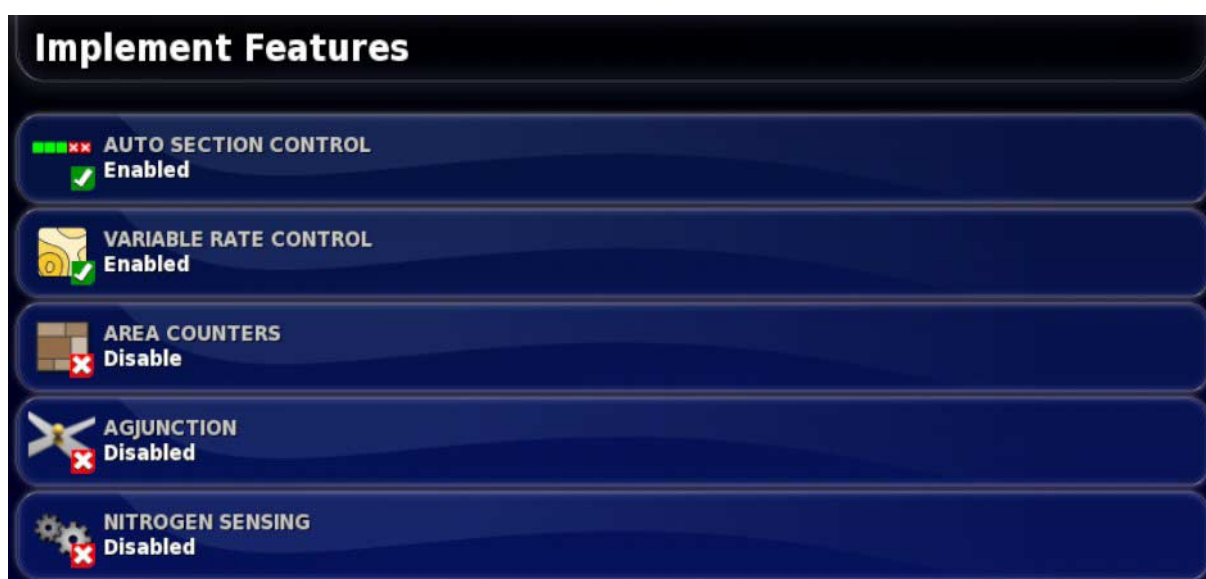 Implement Features
AUTO SECTION CONTROL
Enabled
VARIABLE RATE CONTROL
Enabled
AREA COUNTERS
Disable
AGJUNCTION
Disabled
NITROGEN SENSING
Disabled